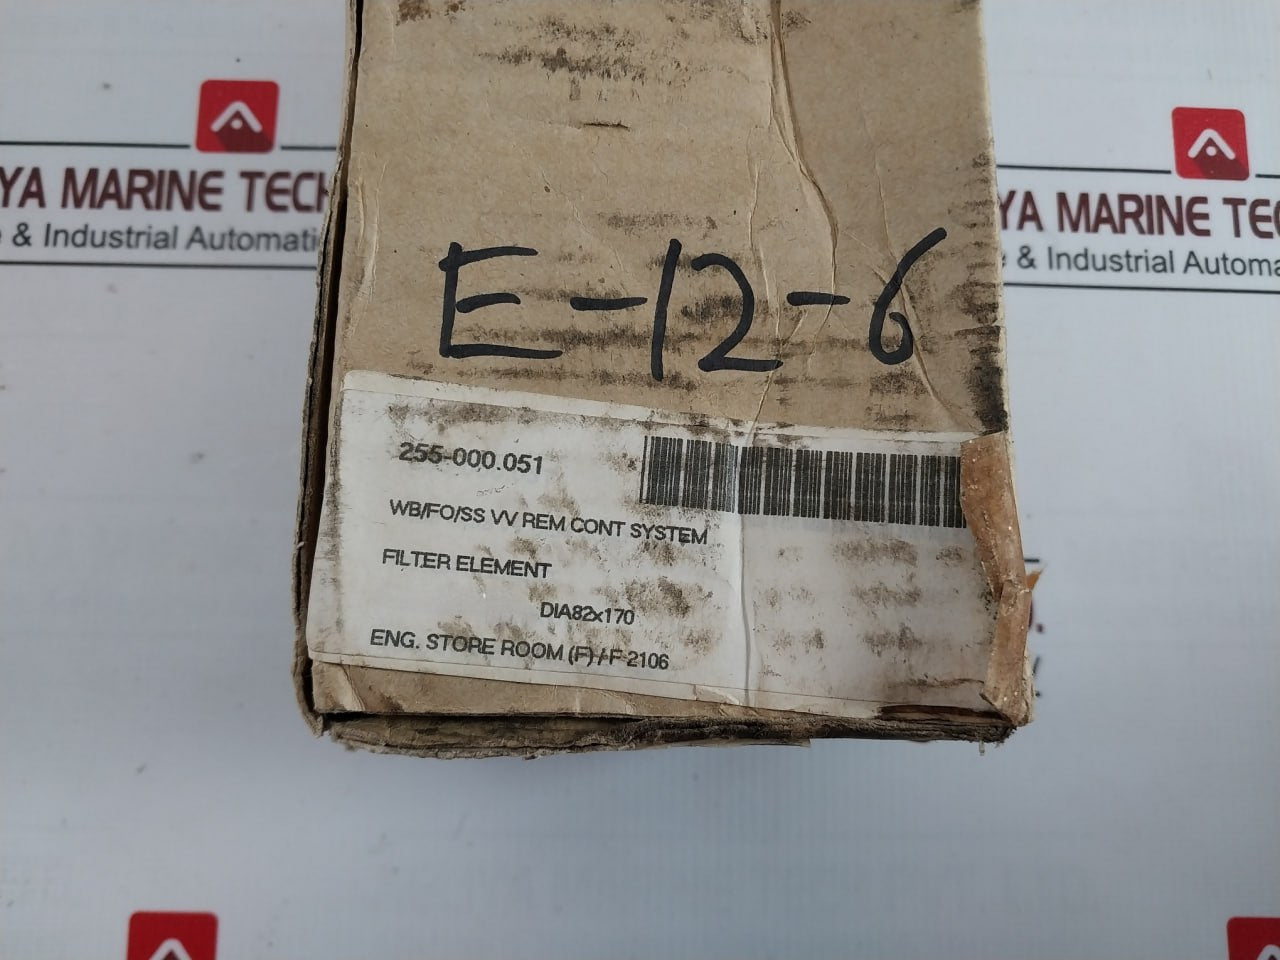 YA MARINE TECH
& Industrial Automati
YA MARINE TEC
& Industrial Automa
E-12-6
255-000.051
WB/FO/SS VV REM CONT SYSTEM
FILTER ELEMENT
DIA82x170
ENG. STORE ROOM (F) / F-2106